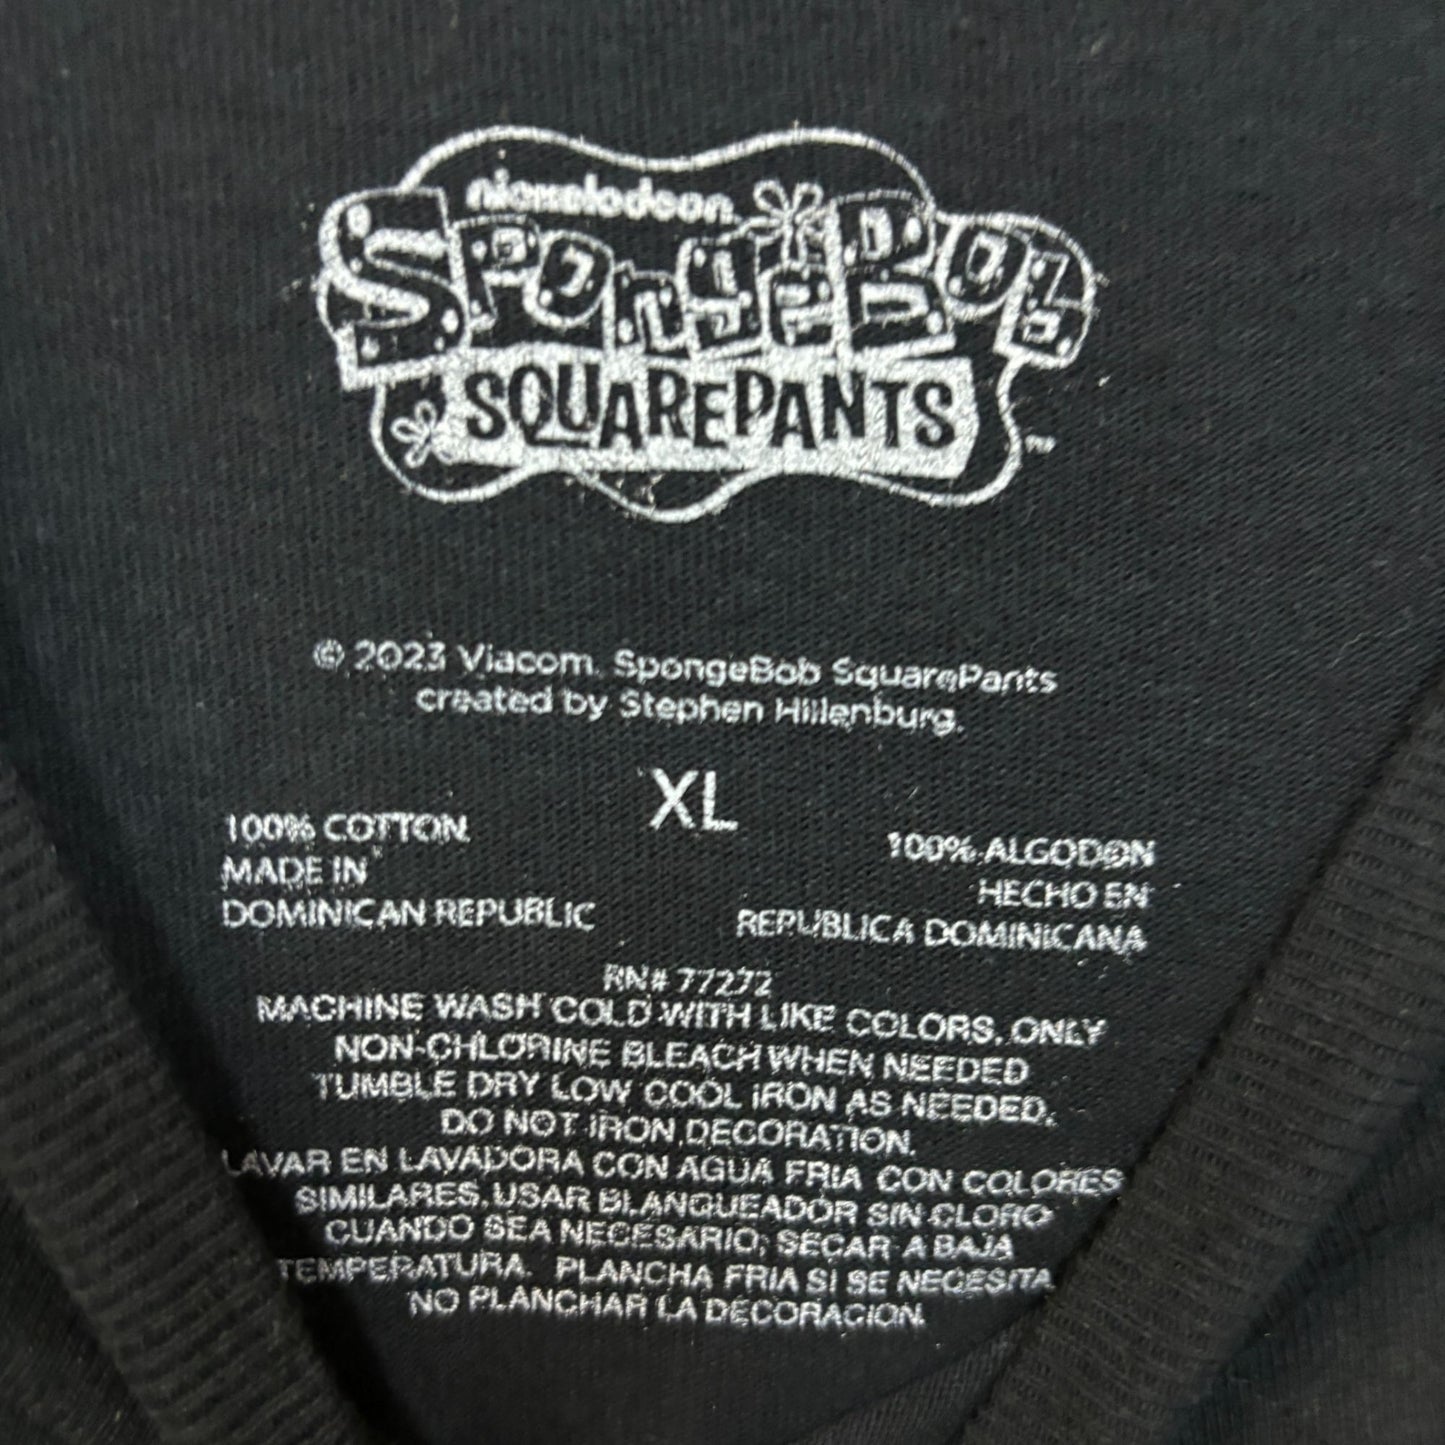 nickelodeon
SPONGEBOB
SQUAREPANTS ™
© 2023 Viacom. SpongeBob SquarePants
created by Stephen Hillenburg.
XL
100% COTTON
MADE IN
DOMINICAN REPUBLIC
100% ALGODON
HECHO EN
REPUBLICA DOMINICANA
RN# 77272
MACHINE WASH COLD WITH LIKE COLORS, ONLY
NON-CHLORINE BLEACH WHEN NEEDED
TUMBLE DRY LOW COOL IRON AS NEEDED,
DO NOT IRON DECORATION.
LAVAR EN LAVADORA CON AGUA FRIA CON COLORES
SIMILARES. USAR BLANQUEADOR SIN CLORO
CUANDO SEA NECESARIO; SECAR A BAJA
TEMPERATURA. PLANCHA FRIA SI SE NECESITA
NO PLANCHAR LA DECORACION.